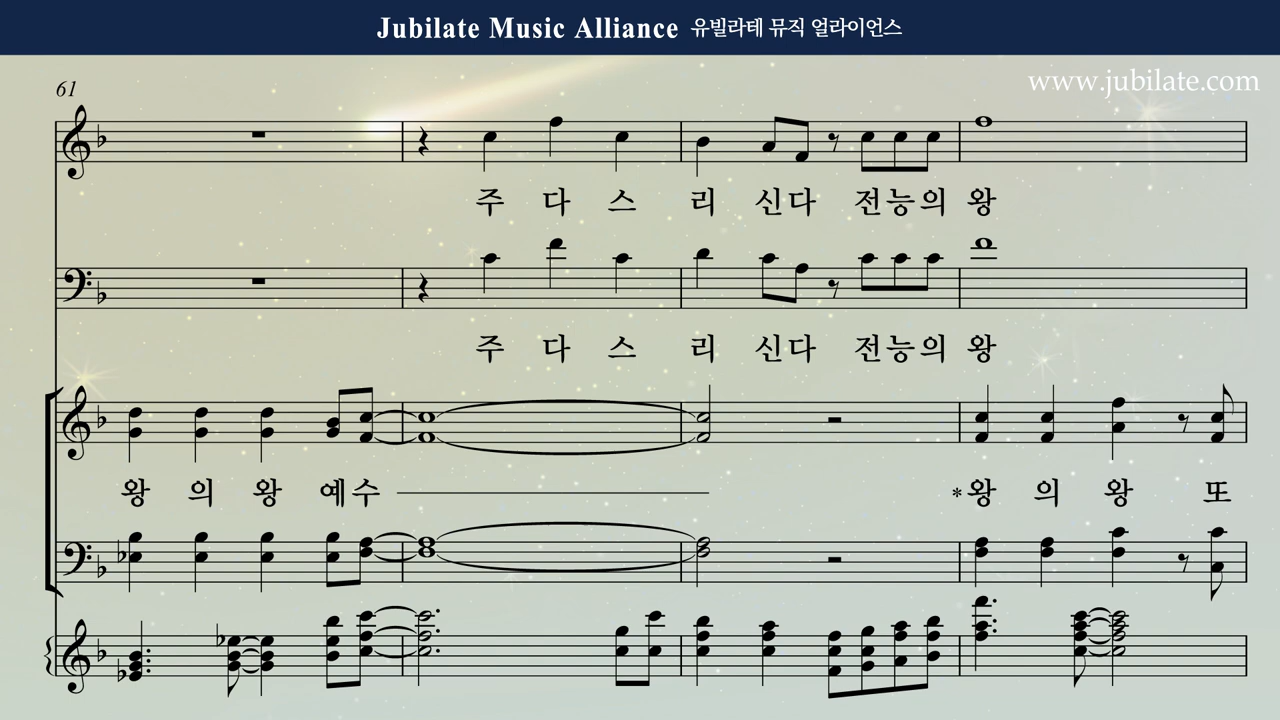 Jubilate Music Alliance 유빌라테 뮤직 얼라이언스
www.jubilate.com
61
주 다 스 리 신다 전능의 왕
주 다 스 리 신다 전능의 왕
왕 의 왕 예수 *왕 의 왕 또